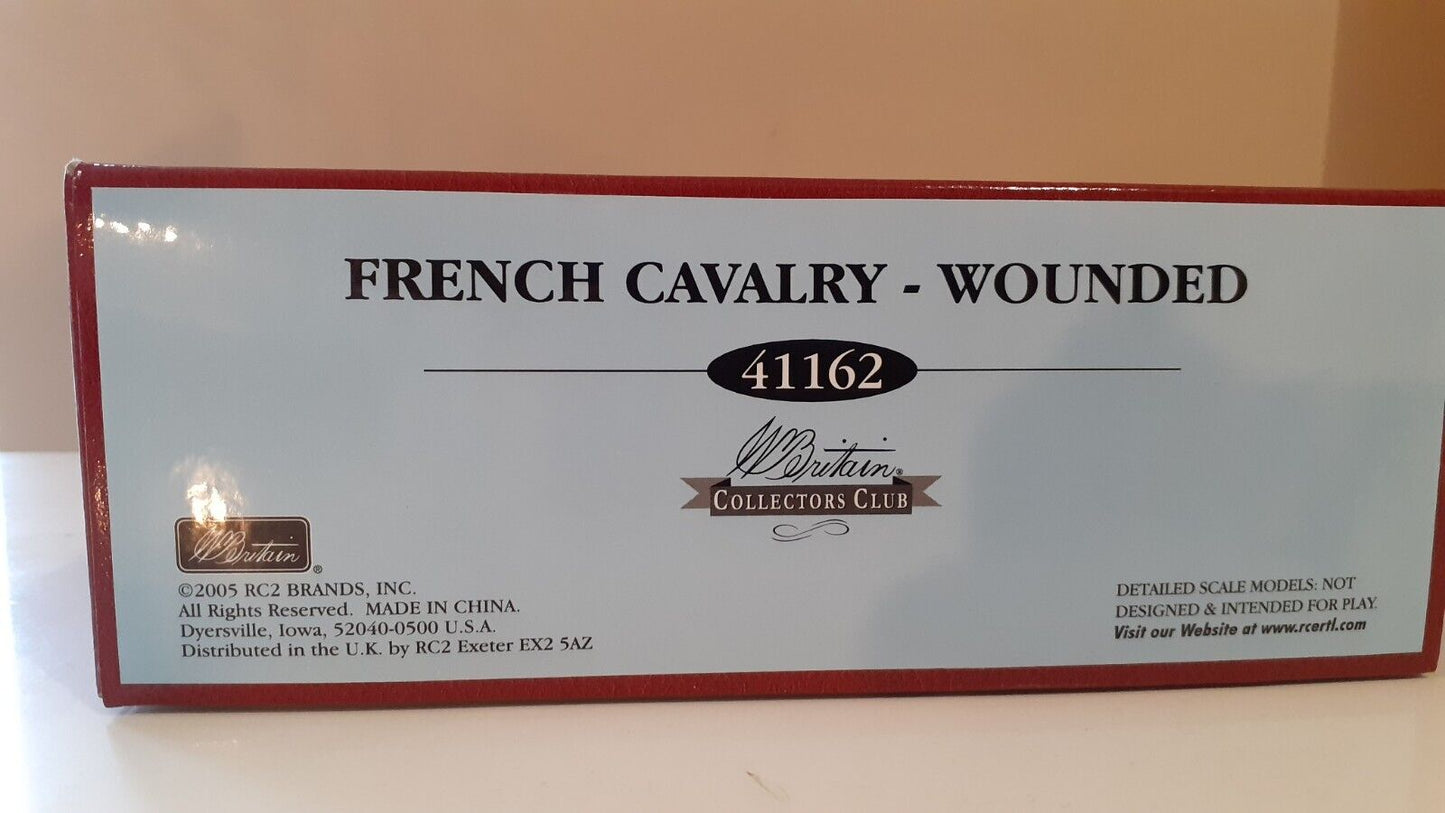 FRENCH CAVALRY - WOUNDED
41162
W Britain®
COLLECTORS CLUB
W Britain®
©2005 RC2 BRANDS, INC.
All Rights Reserved. MADE IN CHINA.
Dyersville, Iowa, 52040-0500 U.S.A.
Distributed in the U.K. by RC2 Exeter EX2 5AZ
DETAILED SCALE MODELS: NOT
DESIGNED & INTENDED FOR PLAY.
Visit our Website at www.rcertl.com